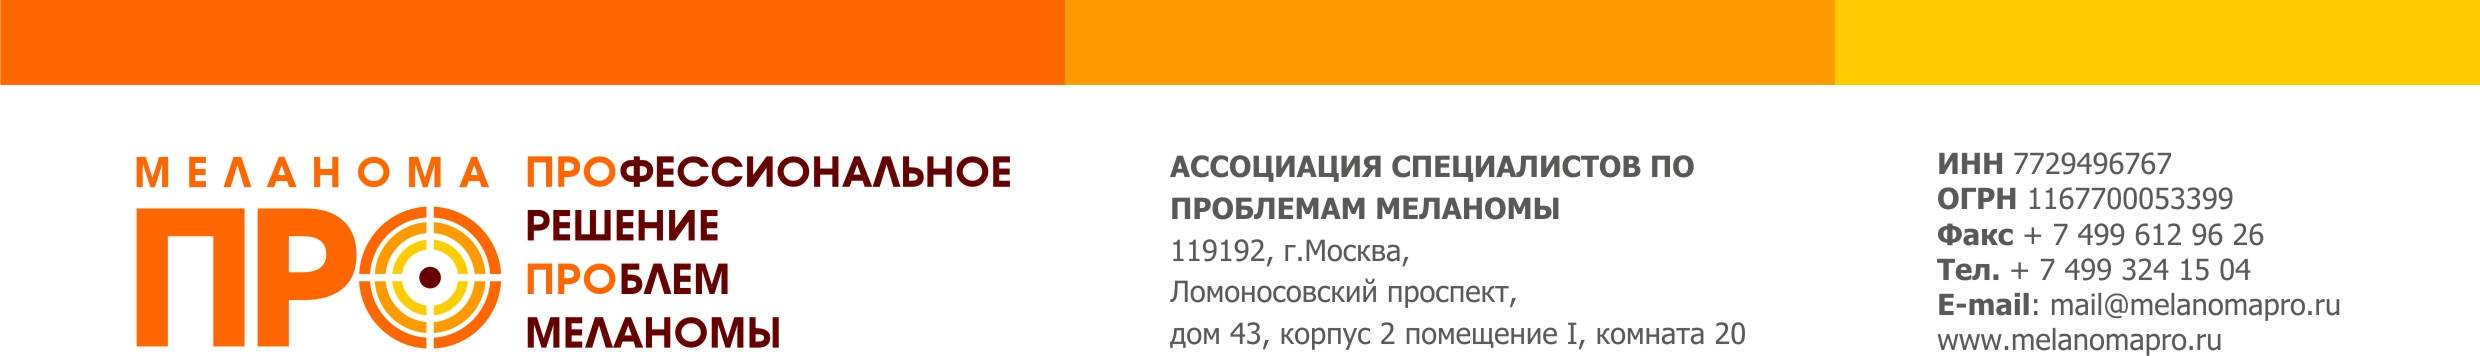 МЕЛАНОМА
ПРО
ПРОФЕССИОНАЛЬНОЕ
РЕШЕНИЕ
ПРОБЛЕМ
МЕЛАНОМЫ
АССОЦИАЦИЯ СПЕЦИАЛИСТОВ ПО
ПРОБЛЕМАМ МЕЛАНОМЫ
119192, г.Москва,
Ломоносовский проспект,
дом 43, корпус 2 помещение I, комната 20
ИНН 7729496767
ОГРН 1167700053399
Факс + 7 499 612 96 26
Тел. + 7 499 324 15 04
E-mail: mail@melanomapro.ru
www.melanomapro.ru